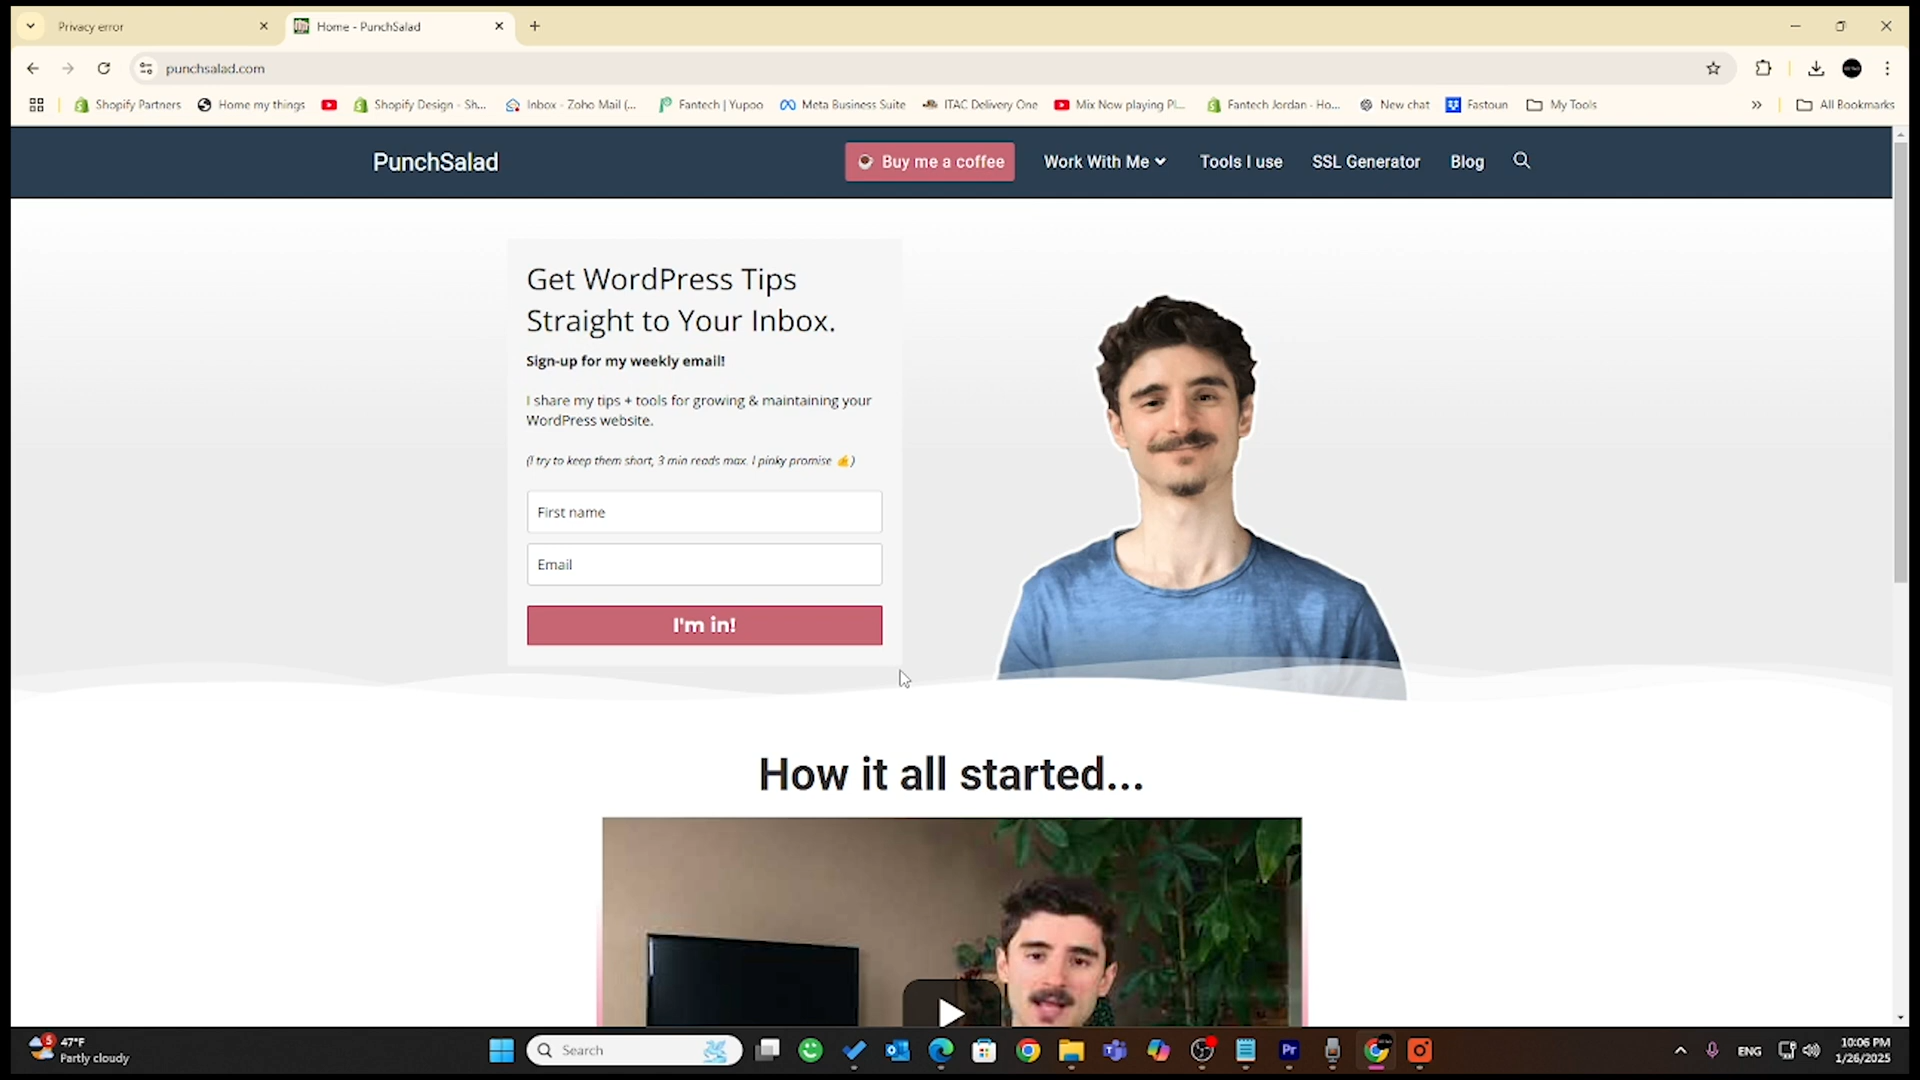 Privacy error
Home - PunchSalad
punchsalad.com
Shopify Partners
Home my things
Shopify Design - Sh...
Inbox - Zoho Mail (...
Fantech | Yupoo
Meta Business Suite
ITAC Delivery One
Mix Now playing Pl...
Fantech Jordan - Ho...
New chat
Fastoun
My Tools
All Bookmarks
PunchSalad
Buy me a coffee
Work With Me
Tools I use
SSL Generator
Blog
Get WordPress Tips
Straight to Your Inbox.
Sign-up for my weekly email!
I share my tips + tools for growing & maintaining your
WordPress website.
(I try to keep them short, 3 min reads max. I pinky promise 👍)
First name
Email
I'm in!
How it all started...
5
47°F
Partly cloudy
Search
Pr
ENG
10:06 PM
1/26/2025